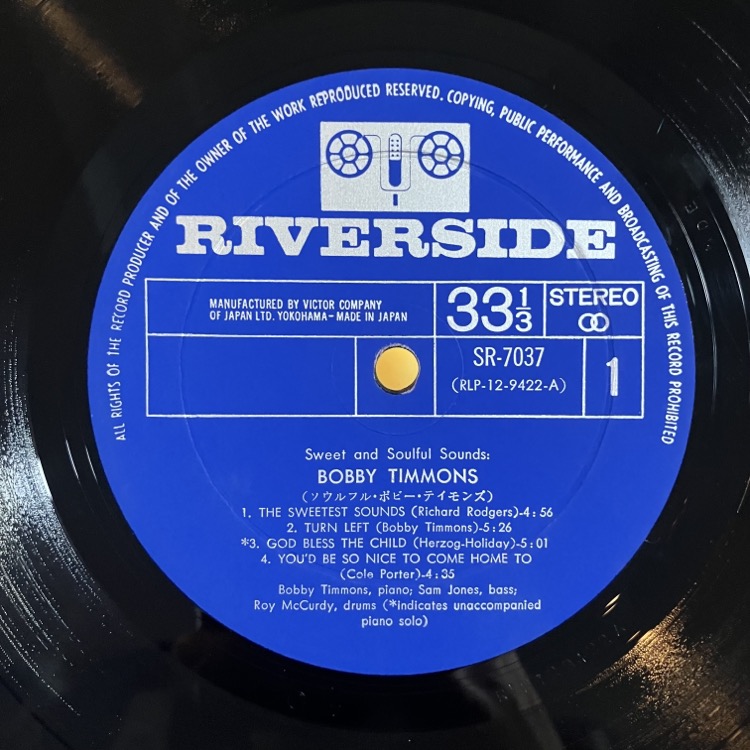 ALL RIGHTS OF THE RECORD PRODUCER AND OF THE OWNER OF THE WORK REPRODUCED RESERVED. COPYING, PUBLIC PERFORMANCE AND BROADCASTING OF THIS RECORD PROHIBITED
RIVERSIDE
MANUFACTURED BY VICTOR COMPANY
OF JAPAN LTD. YOKOHAMA-MADE IN JAPAN
33 1/3
STEREO
SR-7037
(RLP-12-9422-A)
1
Sweet and Soulful Sounds:
BOBBY TIMMONS
(ソウルフル・ボビー・テイモンズ)
1. THE SWEETEST SOUNDS (Richard Rodgers)-4:56
2. TURN LEFT (Bobby Timmons)-5:26
*3. GOD BLESS THE CHILD (Herzog-Holiday)-5:01
4. YOU'D BE SO NICE TO COME HOME TO
(Cole Porter)-4:35
Bobby Timmons, piano; Sam Jones, bass;
Roy McCurdy, drums (*indicates unaccompanied
piano solo)